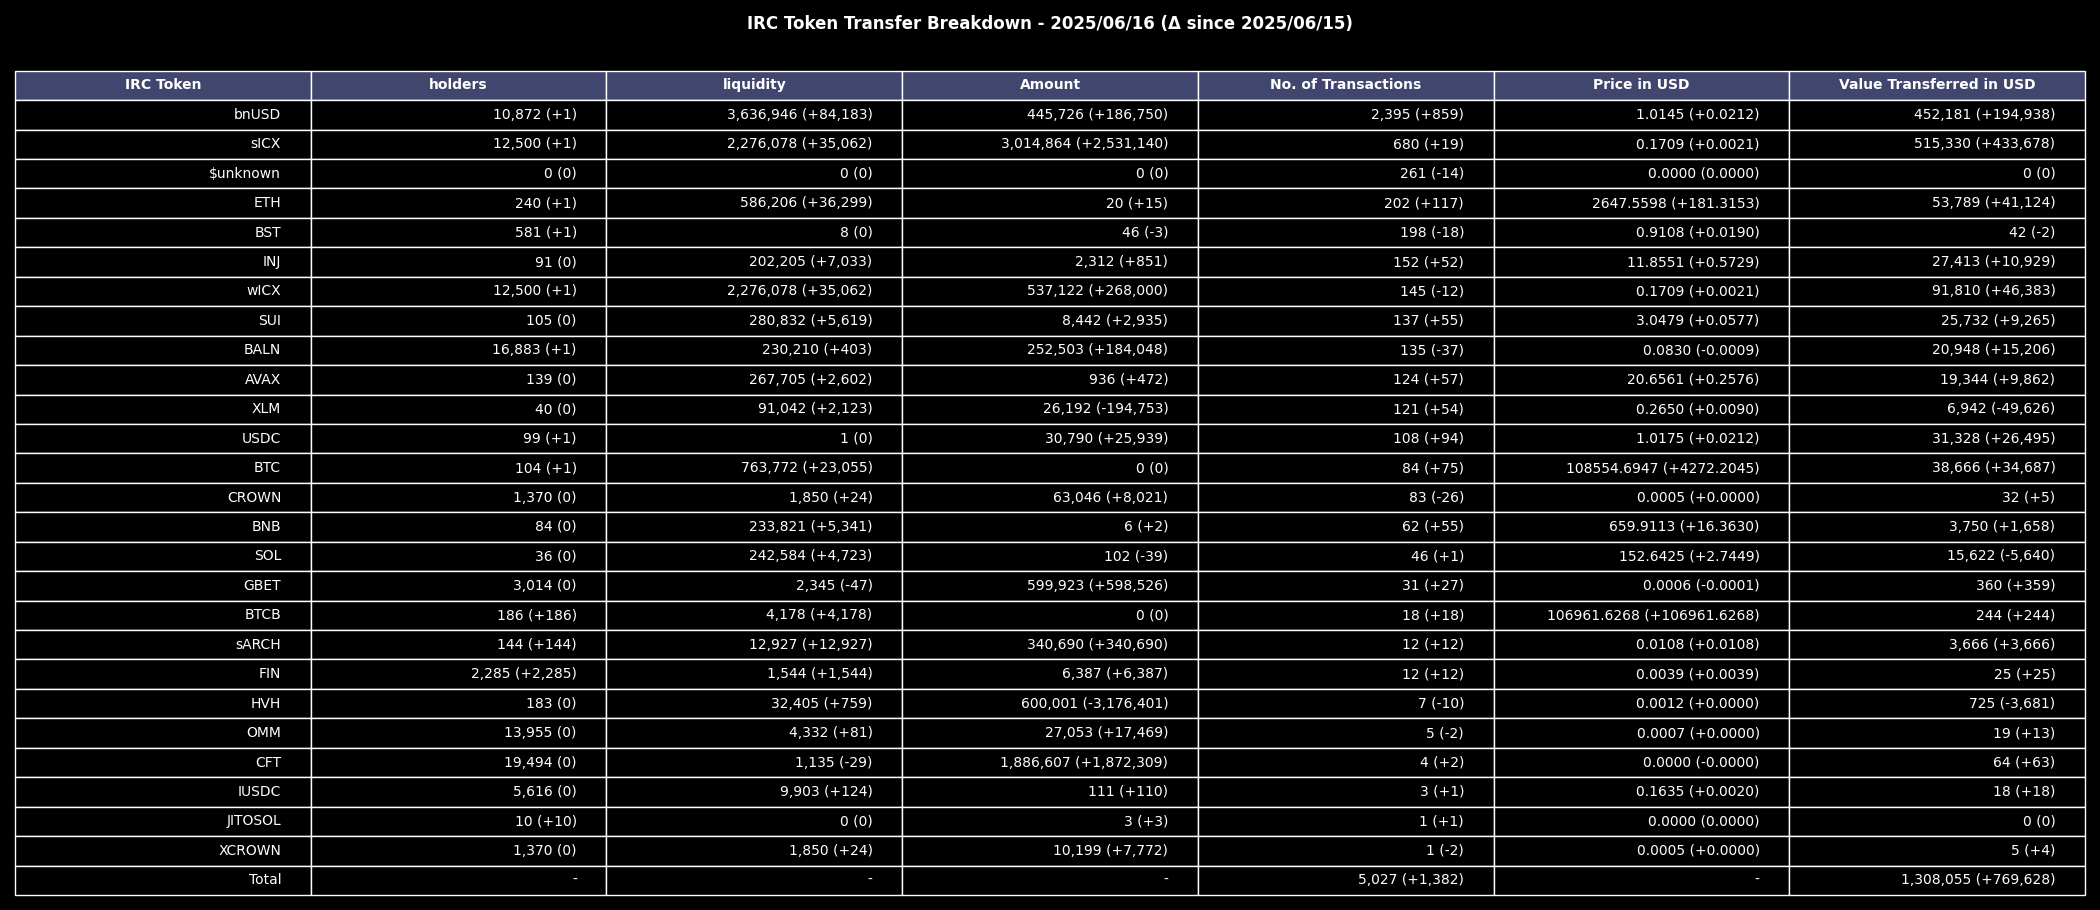 IRC Token Transfer Breakdown - 2025/06/16 (Δ since 2025/06/15)
IRC Token holders liquidity Amount No. of Transactions Price in USD Value Transferred in USD
bnUSD 10,872 (+1) 3,636,946 (+84,183) 445,726 (+186,750) 2,395 (+859) 1.0145 (+0.0212) 452,181 (+194,938)
sICX 12,500 (+1) 2,276,078 (+35,062) 3,014,864 (+2,531,140) 680 (+19) 0.1709 (+0.0021) 515,330 (+433,678)
$unknown 0 (0) 0 (0) 0 (0) 261 (-14) 0.0000 (0.0000) 0 (0)
ETH 240 (+1) 586,206 (+36,299) 20 (+15) 202 (+117) 2647.5598 (+181.3153) 53,789 (+41,124)
BST 581 (+1) 8 (0) 46 (-3) 198 (-18) 0.9108 (+0.0190) 42 (-2)
INJ 91 (0) 202,205 (+7,033) 2,312 (+851) 152 (+52) 11.8551 (+0.5729) 27,413 (+10,929)
wICX 12,500 (+1) 2,276,078 (+35,062) 537,122 (+268,000) 145 (-12) 0.1709 (+0.0021) 91,810 (+46,383)
SUI 105 (0) 280,832 (+5,619) 8,442 (+2,935) 137 (+55) 3.0479 (+0.0577) 25,732 (+9,265)
BALN 16,883 (+1) 230,210 (+403) 252,503 (+184,048) 135 (-37) 0.0830 (-0.0009) 20,948 (+15,206)
AVAX 139 (0) 267,705 (+2,602) 936 (+472) 124 (+57) 20.6561 (+0.2576) 19,344 (+9,862)
XLM 40 (0) 91,042 (+2,123) 26,192 (-194,753) 121 (+54) 0.2650 (+0.0090) 6,942 (-49,626)
USDC 99 (+1) 1 (0) 30,790 (+25,939) 108 (+94) 1.0175 (+0.0212) 31,328 (+26,495)
BTC 104 (+1) 763,772 (+23,055) 0 (0) 84 (+75) 108554.6947 (+4272.2045) 38,666 (+34,687)
CROWN 1,370 (0) 1,850 (+24) 63,046 (+8,021) 83 (-26) 0.0005 (+0.0000) 32 (+5)
BNB 84 (0) 233,821 (+5,341) 6 (+2) 62 (+55) 659.9113 (+16.3630) 3,750 (+1,658)
SOL 36 (0) 242,584 (+4,723) 102 (-39) 46 (+1) 152.6425 (+2.7449) 15,622 (-5,640)
GBET 3,014 (0) 2,345 (-47) 599,923 (+598,526) 31 (+27) 0.0006 (-0.0001) 360 (+359)
BTCB 186 (+186) 4,178 (+4,178) 0 (0) 18 (+18) 106961.6268 (+106961.6268) 244 (+244)
sARCH 144 (+144) 12,927 (+12,927) 340,690 (+340,690) 12 (+12) 0.0108 (+0.0108) 3,666 (+3,666)
FIN 2,285 (+2,285) 1,544 (+1,544) 6,387 (+6,387) 12 (+12) 0.0039 (+0.0039) 25 (+25)
HVH 183 (0) 32,405 (+759) 600,001 (-3,176,401) 7 (-10) 0.0012 (+0.0000) 725 (-3,681)
OMM 13,955 (0) 4,332 (+81) 27,053 (+17,469) 5 (-2) 0.0007 (+0.0000) 19 (+13)
CFT 19,494 (0) 1,135 (-29) 1,886,607 (+1,872,309) 4 (+2) 0.0000 (-0.0000) 64 (+63)
IUSDC 5,616 (0) 9,903 (+124) 111 (+110) 3 (+1) 0.1635 (+0.0020) 18 (+18)
JITOSOL 10 (+10) 0 (0) 3 (+3) 1 (+1) 0.0000 (0.0000) 0 (0)
XCROWN 1,370 (0) 1,850 (+24) 10,199 (+7,772) 1 (-2) 0.0005 (+0.0000) 5 (+4)
Total - - - 5,027 (+1,382) - 1,308,055 (+769,628)